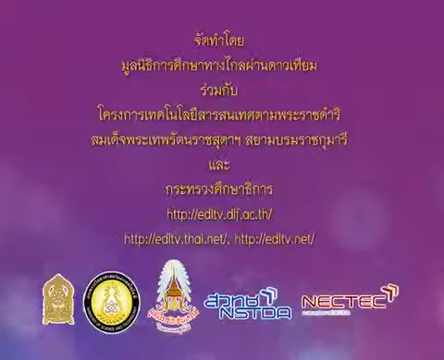 จัดทำโดย
มูลนิธิการศึกษาทางไกลผ่านดาวเทียม
ร่วมกับ
โครงการเทคโนโลยีสารสนเทศตามพระราชดำริ
สมเด็จพระเทพรัตนราชสุดาฯ สยามบรมราชกุมารี
และ
กระทรวงศึกษาธิการ
http://edltv.dlf.ac.th/
http://edltv.thai.net/, http://edltv.net/
สวทช
NSTDA
NECTEC